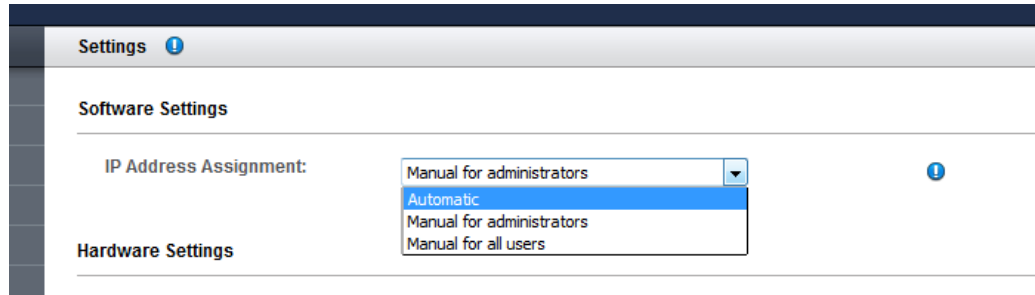 Settings
Software Settings
IP Address Assignment:
Manual for administrators
Automatic
Manual for administrators
Manual for all users
Hardware Settings